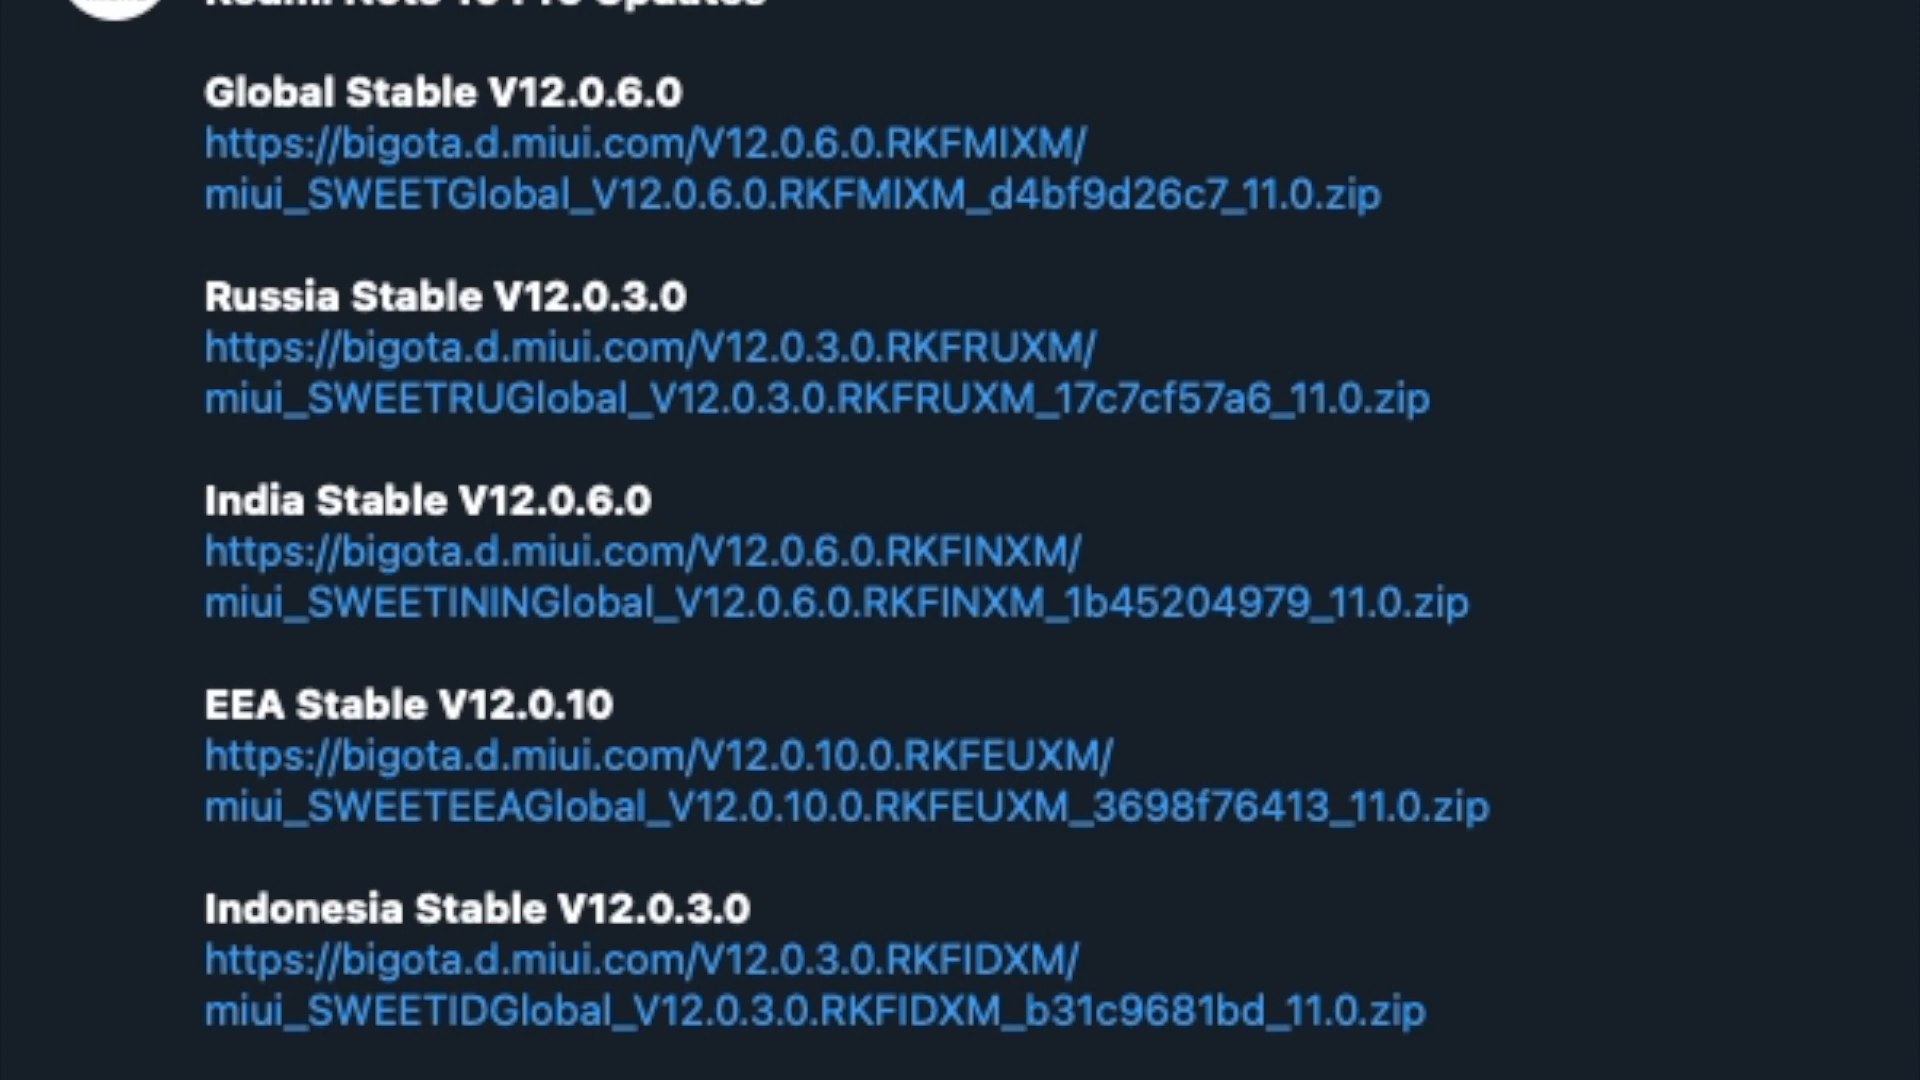 Redmi Note 10 Pro Updates
Global Stable V12.0.6.0
https://bigota.d.miui.com/V12.0.6.0.RKFMIXM/
miui_SWEETGlobal_V12.0.6.0.RKFMIXM_d4bf9d26c7_11.0.zip
Russia Stable V12.0.3.0
https://bigota.d.miui.com/V12.0.3.0.RKFRUXM/
miui_SWEETRUGlobal_V12.0.3.0.RKFRUXM_17c7cf57a6_11.0.zip
India Stable V12.0.6.0
https://bigota.d.miui.com/V12.0.6.0.RKFINXM/
miui_SWEETININGlobal_V12.0.6.0.RKFINXM_1b45204979_11.0.zip
EEA Stable V12.0.10
https://bigota.d.miui.com/V12.0.10.0.RKFEUXM/
miui_SWEETEEAGlobal_V12.0.10.0.RKFEUXM_3698f76413_11.0.zip
Indonesia Stable V12.0.3.0
https://bigota.d.miui.com/V12.0.3.0.RKFIDXM/
miui_SWEETIDGlobal_V12.0.3.0.RKFIDXM_b31c9681bd_11.0.zip